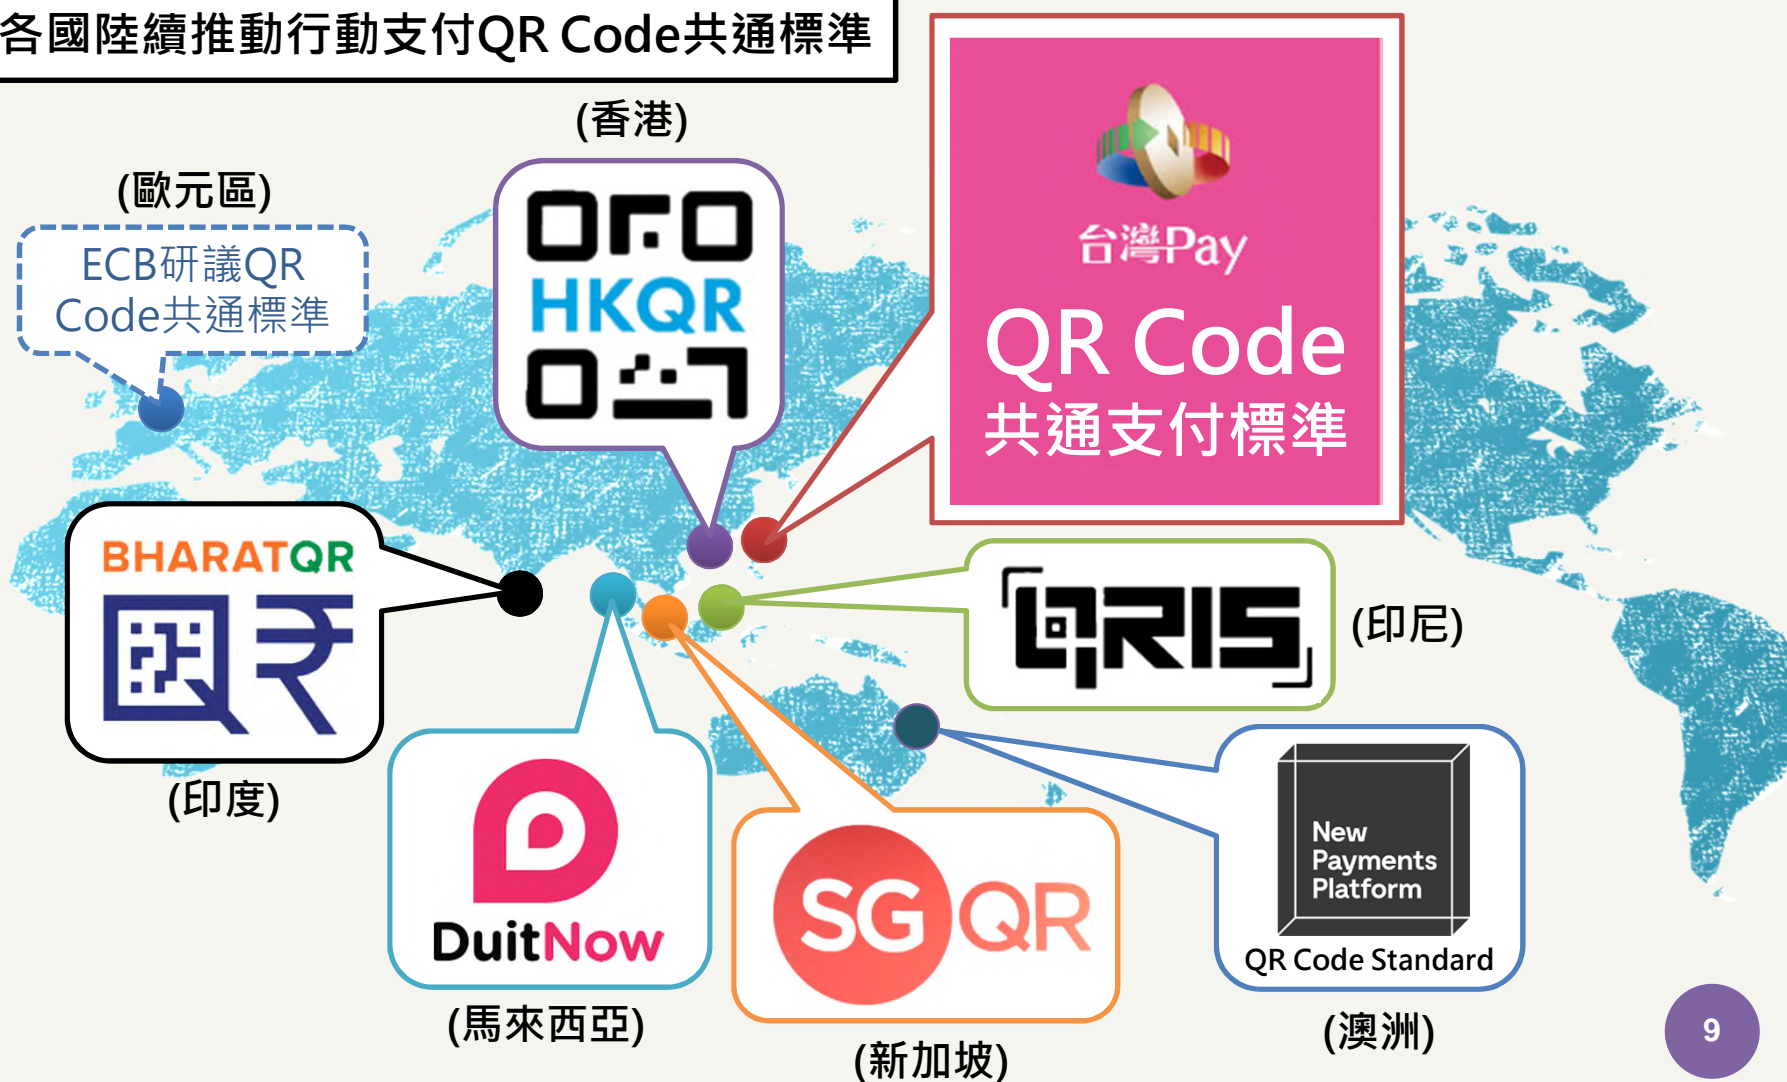 各國陸續推動行動支付QR Code共通標準
(香港)
(歐元區)
ECB研議QR
Code共通標準
HKQR
台灣Pay
QR Code
共通支付標準
BHARATQR
(印度)
QRIS
(印尼)
DuitNow
(馬來西亞)
SGQR
(新加坡)
New
Payments
Platform
QR Code Standard
(澳洲)
9